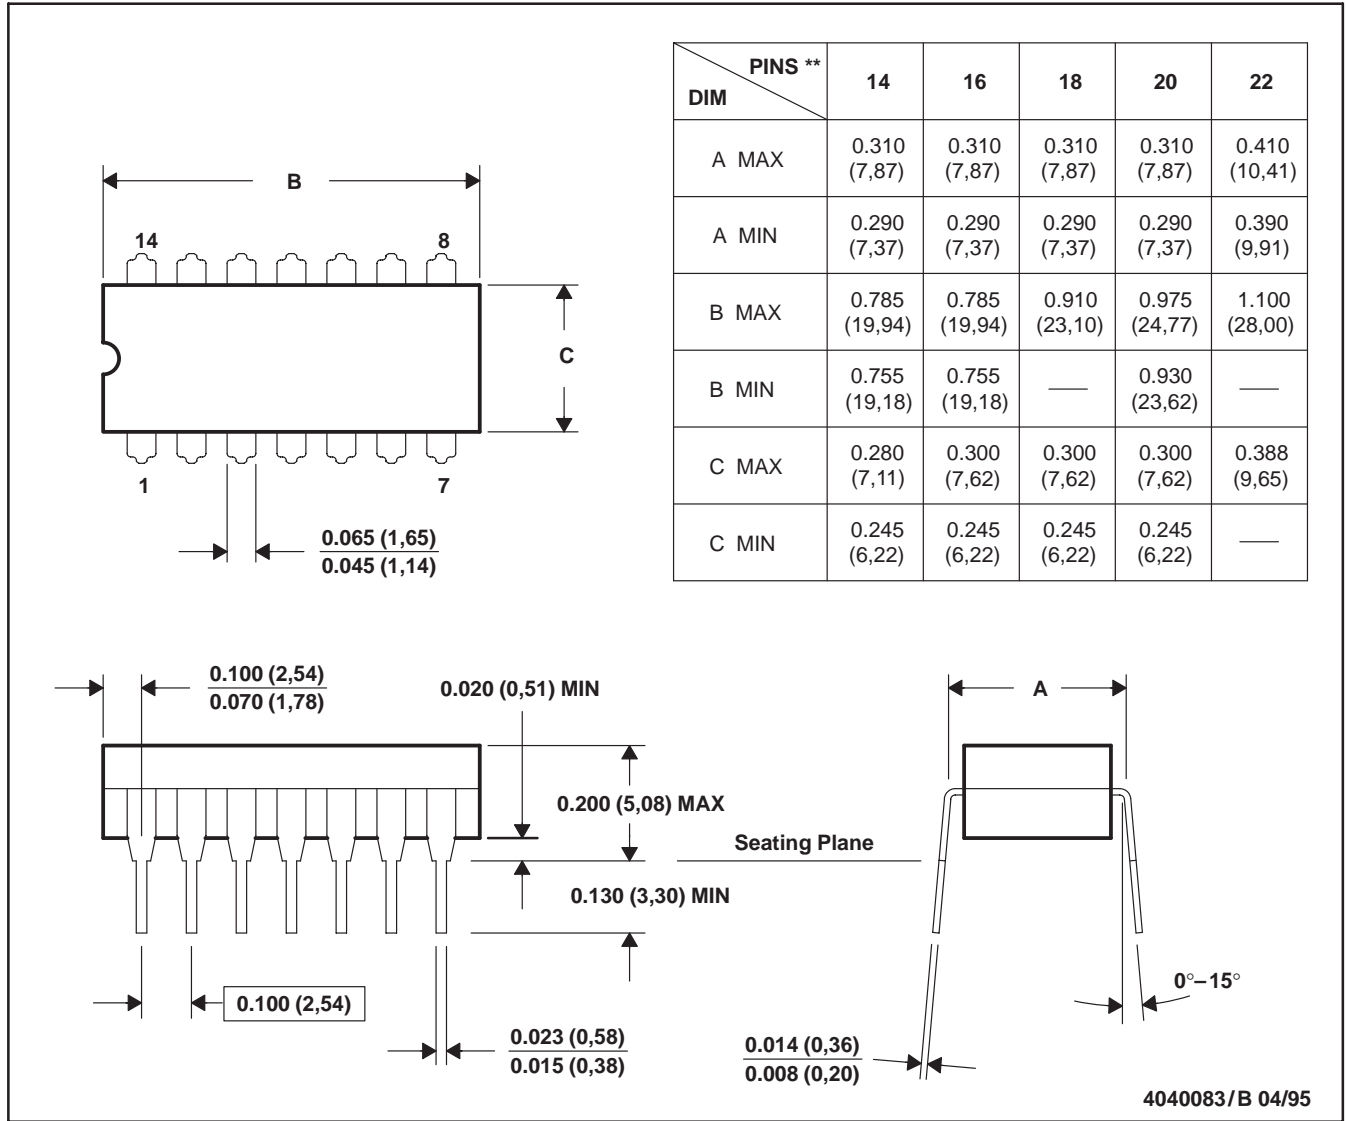 PINS **
DIM
14 16 18 20 22
A MAX 0.310 (7,87) 0.310 (7,87) 0.310 (7,87) 0.310 (7,87) 0.410 (10,41)
A MIN 0.290 (7,37) 0.290 (7,37) 0.290 (7,37) 0.290 (7,37) 0.390 (9,91)
B MAX 0.785 (19,94) 0.785 (19,94) 0.910 (23,10) 0.975 (24,77) 1.100 (28,00)
B MIN 0.755 (19,18) 0.755 (19,18) — 0.930 (23,62) —
C MAX 0.280 (7,11) 0.300 (7,62) 0.300 (7,62) 0.300 (7,62) 0.388 (9,65)
C MIN 0.245 (6,22) 0.245 (6,22) 0.245 (6,22) 0.245 (6,22) —
B
14 8
C
1 7
0.065 (1,65)
0.045 (1,14)
0.100 (2,54)
0.070 (1,78)
0.020 (0,51) MIN
A
0.200 (5,08) MAX
Seating Plane
0.130 (3,30) MIN
0.100 (2,54)
0°–15°
0.023 (0,58)
0.015 (0,38)
0.014 (0,36)
0.008 (0,20)
4040083/B 04/95